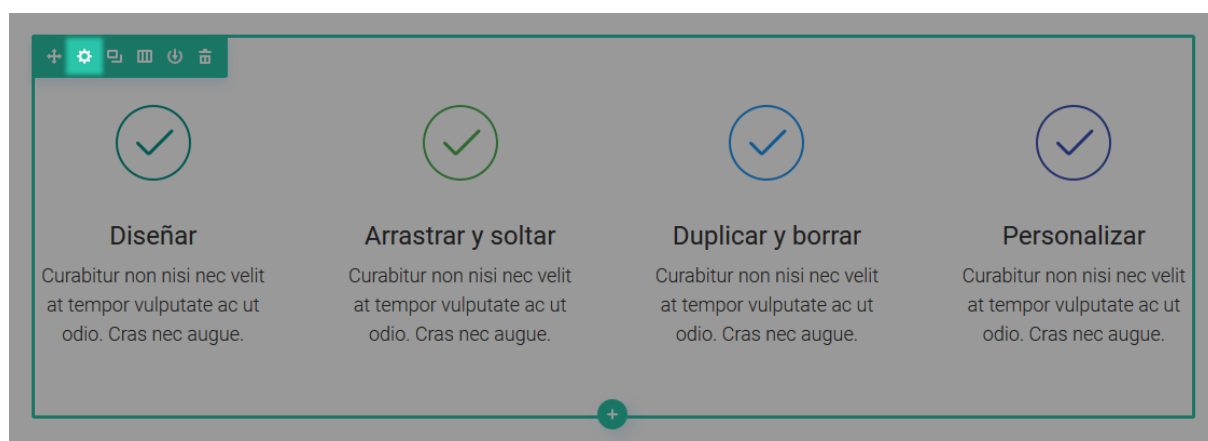 Diseñar
Curabitur non nisi nec velit
at tempor vulputate ac ut
odio. Cras nec augue.
Arrastrar y soltar
Curabitur non nisi nec velit
at tempor vulputate ac ut
odio. Cras nec augue.
Duplicar y borrar
Curabitur non nisi nec velit
at tempor vulputate ac ut
odio. Cras nec augue.
Personalizar
Curabitur non nisi nec velit
at tempor vulputate ac ut
odio. Cras nec augue.